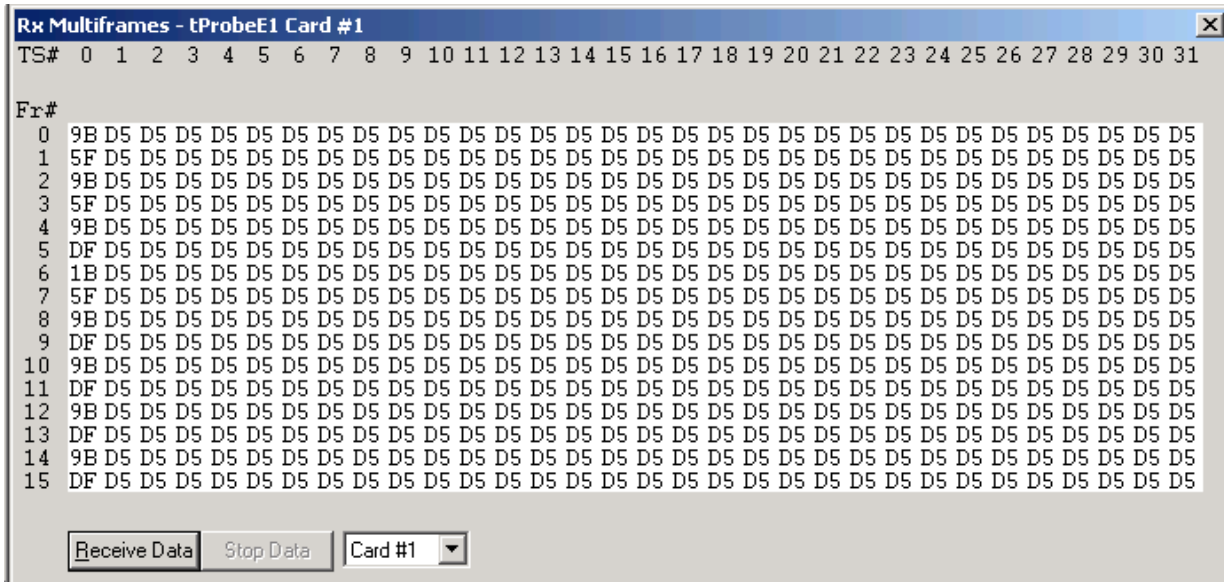 Rx Multiframes - tProbeE1 Card #1
TS# 0 1 2 3 4 5 6 7 8 9 10 11 12 13 14 15 16 17 18 19 20 21 22 23 24 25 26 27 28 29 30 31
Fr#
0 9B D5 D5 D5 D5 D5 D5 D5 D5 D5 D5 D5 D5 D5 D5 D5 D5 D5 D5 D5 D5 D5 D5 D5 D5 D5 D5 D5 D5 D5 D5 D5
1 5F D5 D5 D5 D5 D5 D5 D5 D5 D5 D5 D5 D5 D5 D5 D5 D5 D5 D5 D5 D5 D5 D5 D5 D5 D5 D5 D5 D5 D5 D5 D5
2 9B D5 D5 D5 D5 D5 D5 D5 D5 D5 D5 D5 D5 D5 D5 D5 D5 D5 D5 D5 D5 D5 D5 D5 D5 D5 D5 D5 D5 D5 D5 D5
3 5F D5 D5 D5 D5 D5 D5 D5 D5 D5 D5 D5 D5 D5 D5 D5 D5 D5 D5 D5 D5 D5 D5 D5 D5 D5 D5 D5 D5 D5 D5 D5
4 9B D5 D5 D5 D5 D5 D5 D5 D5 D5 D5 D5 D5 D5 D5 D5 D5 D5 D5 D5 D5 D5 D5 D5 D5 D5 D5 D5 D5 D5 D5 D5
5 DF D5 D5 D5 D5 D5 D5 D5 D5 D5 D5 D5 D5 D5 D5 D5 D5 D5 D5 D5 D5 D5 D5 D5 D5 D5 D5 D5 D5 D5 D5 D5
6 1B D5 D5 D5 D5 D5 D5 D5 D5 D5 D5 D5 D5 D5 D5 D5 D5 D5 D5 D5 D5 D5 D5 D5 D5 D5 D5 D5 D5 D5 D5 D5
7 5F D5 D5 D5 D5 D5 D5 D5 D5 D5 D5 D5 D5 D5 D5 D5 D5 D5 D5 D5 D5 D5 D5 D5 D5 D5 D5 D5 D5 D5 D5 D5
8 9B D5 D5 D5 D5 D5 D5 D5 D5 D5 D5 D5 D5 D5 D5 D5 D5 D5 D5 D5 D5 D5 D5 D5 D5 D5 D5 D5 D5 D5 D5 D5
9 DF D5 D5 D5 D5 D5 D5 D5 D5 D5 D5 D5 D5 D5 D5 D5 D5 D5 D5 D5 D5 D5 D5 D5 D5 D5 D5 D5 D5 D5 D5 D5
10 9B D5 D5 D5 D5 D5 D5 D5 D5 D5 D5 D5 D5 D5 D5 D5 D5 D5 D5 D5 D5 D5 D5 D5 D5 D5 D5 D5 D5 D5 D5 D5
11 DF D5 D5 D5 D5 D5 D5 D5 D5 D5 D5 D5 D5 D5 D5 D5 D5 D5 D5 D5 D5 D5 D5 D5 D5 D5 D5 D5 D5 D5 D5 D5
12 9B D5 D5 D5 D5 D5 D5 D5 D5 D5 D5 D5 D5 D5 D5 D5 D5 D5 D5 D5 D5 D5 D5 D5 D5 D5 D5 D5 D5 D5 D5 D5
13 DF D5 D5 D5 D5 D5 D5 D5 D5 D5 D5 D5 D5 D5 D5 D5 D5 D5 D5 D5 D5 D5 D5 D5 D5 D5 D5 D5 D5 D5 D5 D5
14 9B D5 D5 D5 D5 D5 D5 D5 D5 D5 D5 D5 D5 D5 D5 D5 D5 D5 D5 D5 D5 D5 D5 D5 D5 D5 D5 D5 D5 D5 D5 D5
15 DF D5 D5 D5 D5 D5 D5 D5 D5 D5 D5 D5 D5 D5 D5 D5 D5 D5 D5 D5 D5 D5 D5 D5 D5 D5 D5 D5 D5 D5 D5 D5
Receive Data Stop Data Card #1